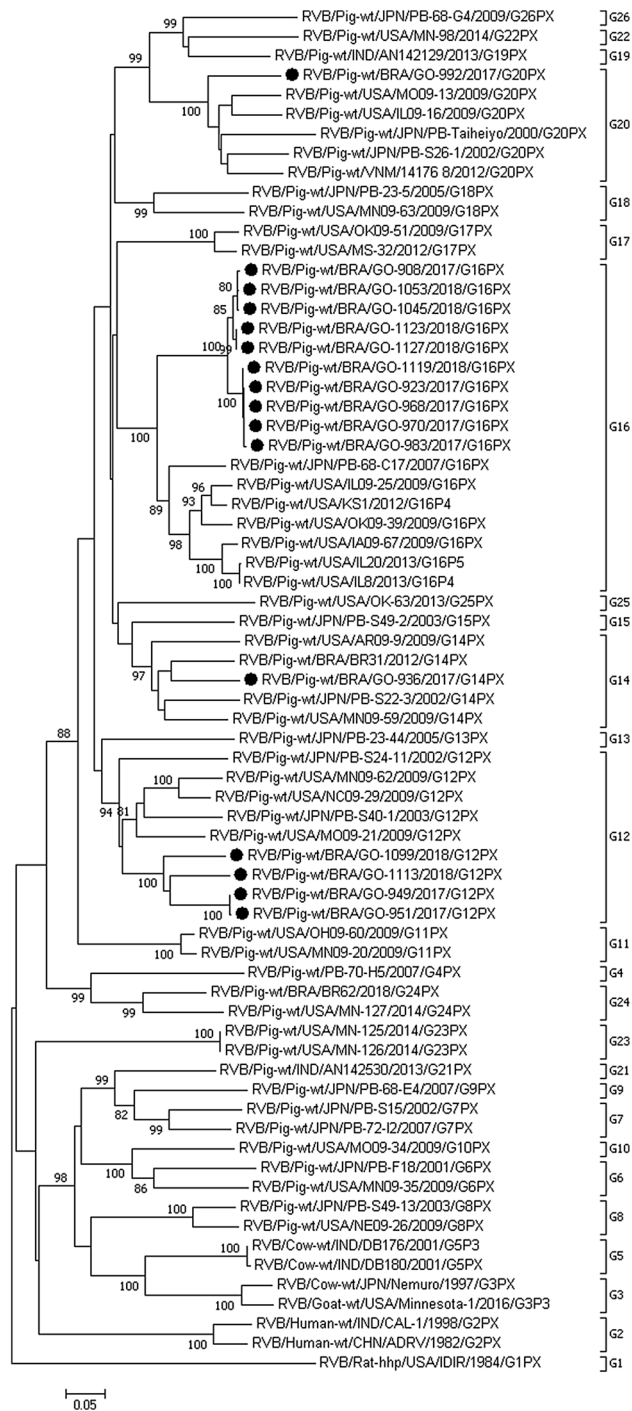 RVB/Pig-wt/JPN/PB-68-G4/2009/G26PX G26
99
RVB/Pig-wt/USA/MN-98/2014/G22PX G22
RVB/Pig-wt/IND/AN142129/2013/G19PX G19
RVB/Pig-wt/BRA/GO-992/2017/G20PX
RVB/Pig-wt/USA/MO09-13/2009/G20PX
100
RVB/Pig-wt/USA/IL09-16/2009/G20PX
G20
RVB/Pig-wt/JPN/PB-Taiheiyo/2000/G20PX
RVB/Pig-wt/JPN/PB-S26-1/2002/G20PX
RVB/Pig-wt/VNM/14176 8/2012/G20PX
RVB/Pig-wt/JPN/PB-23-5/2005/G18PX
G18
99
RVB/Pig-wt/USA/MN09-63/2009/G18PX
RVB/Pig-wt/USA/OK09-51/2009/G17PX
100
G17
RVB/Pig-wt/USA/MS-32/2012/G17PX
RVB/Pig-wt/BRA/GO-908/2017/G16PX
80
RVB/Pig-wt/BRA/GO-1053/2018/G16PX
85
RVB/Pig-wt/BRA/GO-1045/2018/G16PX
RVB/Pig-wt/BRA/GO-1123/2018/G16PX
100
99
RVB/Pig-wt/BRA/GO-1127/2018/G16PX
RVB/Pig-wt/BRA/GO-1119/2018/G16PX
RVB/Pig-wt/BRA/GO-923/2017/G16PX
100
RVB/Pig-wt/BRA/GO-968/2017/G16PX
RVB/Pig-wt/BRA/GO-970/2017/G16PX
G16
100
RVB/Pig-wt/BRA/GO-983/2017/G16PX
RVB/Pig-wt/JPN/PB-68-C17/2007/G16PX
96
RVB/Pig-wt/USA/IL09-25/2009/G16PX
93
RVB/Pig-wt/USA/KS1/2012/G16P4
89
RVB/Pig-wt/USA/OK09-39/2009/G16PX
98
RVB/Pig-wt/USA/IA09-67/2009/G16PX
100
RVB/Pig-wt/USA/IL20/2013/G16P5
100
RVB/Pig-wt/USA/IL8/2013/G16P4
RVB/Pig-wt/USA/OK-63/2013/G25PX G25
RVB/Pig-wt/JPN/PB-S49-2/2003/G15PX G15
RVB/Pig-wt/USA/AR09-9/2009/G14PX
RVB/Pig-wt/BRA/BR31/2012/G14PX
97
RVB/Pig-wt/BRA/GO-936/2017/G14PX
G14
RVB/Pig-wt/JPN/PB-S22-3/2002/G14PX
RVB/Pig-wt/USA/MN09-59/2009/G14PX
88
RVB/Pig-wt/JPN/PB-23-44/2005/G13PX G13
RVB/Pig-wt/JPN/PB-S24-11/2002/G12PX
100
RVB/Pig-wt/USA/MN09-62/2009/G12PX
RVB/Pig-wt/USA/NC09-29/2009/G12PX
94
81
RVB/Pig-wt/JPN/PB-S40-1/2003/G12PX
RVB/Pig-wt/USA/MO09-21/2009/G12PX
G12
RVB/Pig-wt/BRA/GO-1099/2018/G12PX
100
RVB/Pig-wt/BRA/GO-1113/2018/G12PX
RVB/Pig-wt/BRA/GO-949/2017/G12PX
100
RVB/Pig-wt/BRA/GO-951/2017/G12PX
RVB/Pig-wt/USA/OH09-60/2009/G11PX
G11
100
RVB/Pig-wt/USA/MN09-20/2009/G11PX
RVB/Pig-wt/PB-70-H5/2007/G4PX G4
99
RVB/Pig-wt/BRA/BR62/2018/G24PX
G24
99
RVB/Pig-wt/USA/MN-127/2014/G24PX
RVB/Pig-wt/USA/MN-125/2014/G23PX
100
G23
RVB/Pig-wt/USA/MN-126/2014/G23PX
RVB/Pig-wt/IND/AN142530/2013/G21PX G21
99
RVB/Pig-wt/JPN/PB-68-E4/2007/G9PX G9
82
RVB/Pig-wt/JPN/PB-S15/2002/G7PX
G7
99
RVB/Pig-wt/JPN/PB-72-I2/2007/G7PX
RVB/Pig-wt/USA/MO09-34/2009/G10PX G10
100
RVB/Pig-wt/JPN/PB-F18/2001/G6PX
G6
98
86
RVB/Pig-wt/USA/MN09-35/2009/G6PX
RVB/Pig-wt/JPN/PB-S49-13/2003/G8PX
100
G8
RVB/Pig-wt/USA/NE09-26/2009/G8PX
RVB/Cow-wt/IND/DB176/2001/G5P3
100
G5
RVB/Cow-wt/IND/DB180/2001/G5PX
100
RVB/Cow-wt/JPN/Nemuro/1997/G3PX
G3
100
RVB/Goat-wt/USA/Minnesota-1/2016/G3P3
RVB/Human-wt/IND/CAL-1/1998/G2PX
G2
100
RVB/Human-wt/CHN/ADRV/1982/G2PX
RVB/Rat-hhp/USA/IDIR/1984/G1PX G1
0.05